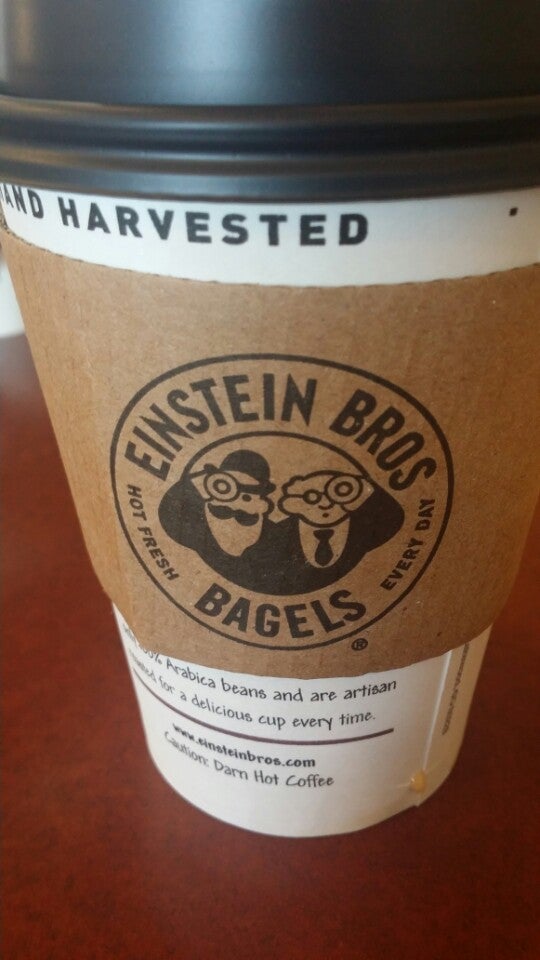 AND HARVESTED
EINSTEIN BROS
HOT FRESH
EVERY DAY
BAGELS
®
Arabica beans and are artisan
for a delicious cup every time.
www.einsteinbros.com
Caution: Darn Hot Coffee